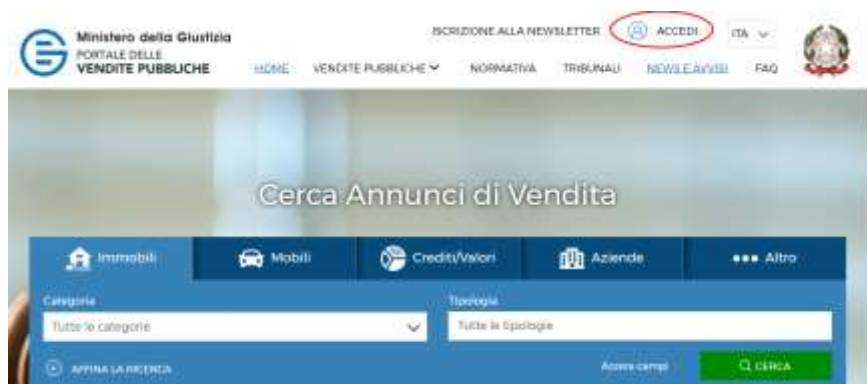 Ministero della Giustizia
PORTALE DELLE
VENDITE PUBBLICHE
ISCRIZIONE ALLA NEWSLETTER
ACCEDI
ITA
HOME
VENDITE PUBBLICHE
NORMATIVA
TRIBUNALI
NEWS E AVVISI
FAQ
Cerca Annunci di Vendita
Immobili
Mobili
Crediti/Valori
Aziende
Altro
Categoria
Tipologia
Tutte le categorie
Tutte le tipologie
AFFINA LA RICERCA
Azzera campi
CERCA